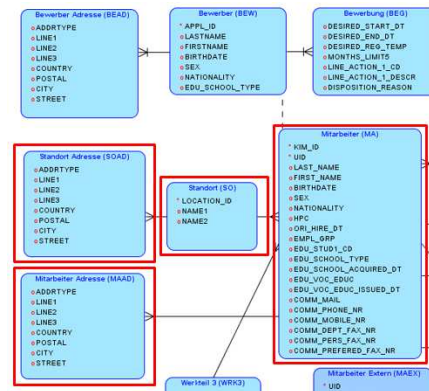 Bewerber Adresse (BEAD)
ADDRTYPE
LINE1
LINE2
LINE3
COUNTRY
POSTAL
CITY
STREET
Bewerber (BEW)
* APPL_ID
LASTNAME
FIRSTNAME
BIRTHDATE
SEX
NATIONALITY
EDU_SCHOOL_TYPE
Bewerbung (BEG)
DESIRED_START_DT
DESIRED_END_DT
DESIRED_REG_TEMP
MONTHS_LIMITS
LINE_ACTION_1_CD
LINE_ACTION_1_DESCR
DISPOSITION_REASON
Standort Adresse (SOAD)
ADDRTYPE
LINE1
LINE2
LINE3
COUNTRY
POSTAL
CITY
STREET
Standort (SO)
* LOCATION_ID
NAME1
NAME2
Mitarbeiter (MA)
* KIM_ID
* UID
LAST_NAME
FIRST_NAME
BIRTHDATE
SEX
NATIONALITY
HPC
ORI_HIRE_DT
EMPL_GRP
EDU_STUD1_CD
EDU_SCHOOL_TYPE
EDU_SCHOOL_ACQUIRED_DT
EDU_VOC_EDUC
EDU_VOC_EDUC_ISSUED_DT
COMM_MAIL
COMM_PHONE_NR
COMM_MOBILE_NR
COMM_DEPT_FAX_NR
COMM_PERS_FAX_NR
COMM_PREFERED_FAX_NR
Mitarbeiter Adresse (MAAD)
ADDRTYPE
LINE1
LINE2
LINE3
COUNTRY
POSTAL
CITY
STREET
Werkteil 3 (WRK3)
Mitarbeiter Extern (MAEX)
* UID